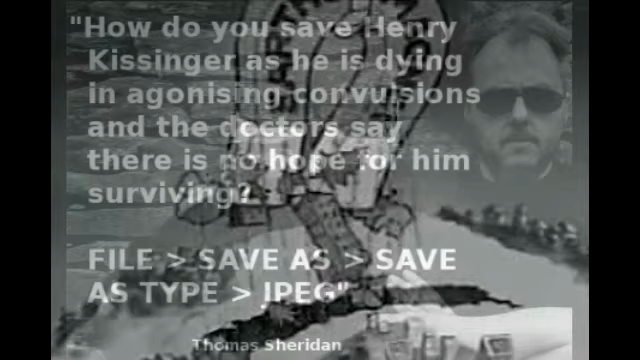 "How do you save Henry
Kissinger as he is dying
in agonising convulsions
and the doctors say
there is no hope for him
surviving?
FILE > SAVE AS > SAVE
AS TYPE > JPEG"
Thomas Sheridan